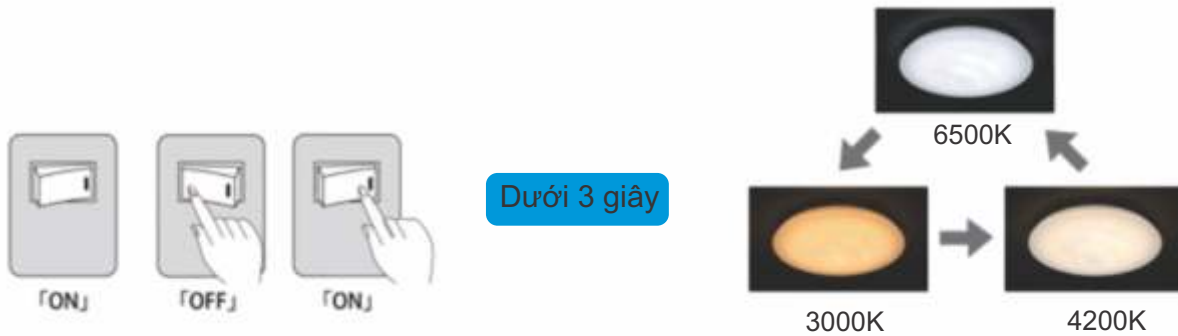 「ON」
「OFF」
「ON」
Dưới 3 giây
6500K
3000K
4200K